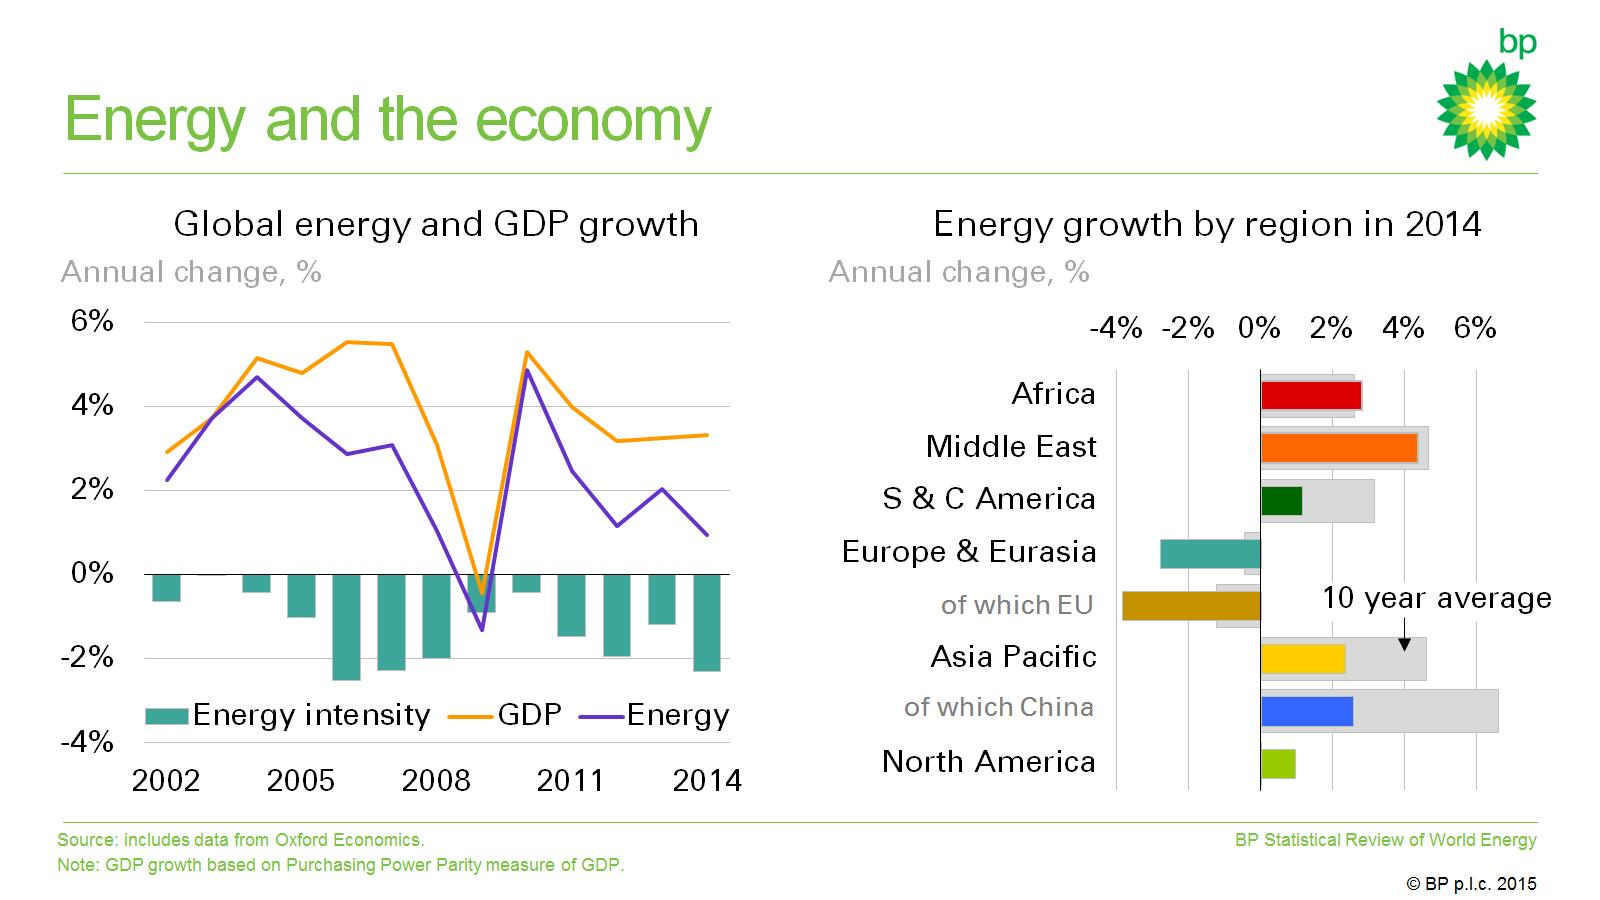 bp
Energy and the economy
Global energy and GDP growth
Annual change, %
6%
4%
2%
0%
-2%
-4%
Energy intensity GDP Energy
2002 2005 2008 2011 2014
Energy growth by region in 2014
Annual change, %
-4% -2% 0% 2% 4% 6%
Africa
Middle East
S & C America
Europe & Eurasia
of which EU
10 year average
Asia Pacific
of which China
North America
Source: includes data from Oxford Economics.
Note: GDP growth based on Purchasing Power Parity measure of GDP.
BP Statistical Review of World Energy
© BP p.l.c. 2015